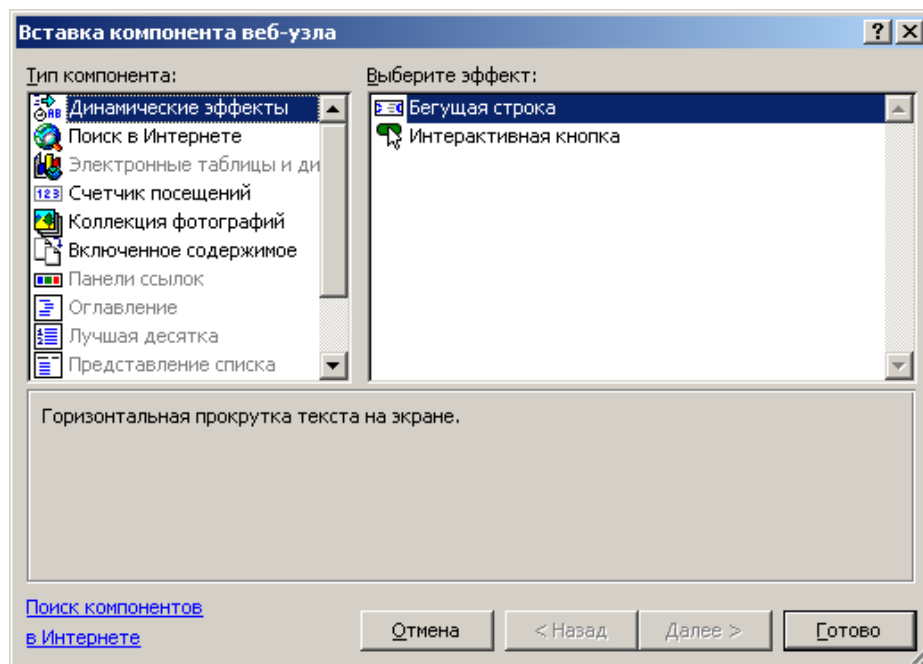 Вставка компонента веб-узла
Тип компонента:
Динамические эффекты
Поиск в Интернете
Электронные таблицы и ди
Счетчик посещений
Коллекция фотографий
Включенное содержимое
Панели ссылок
Оглавление
Лучшая десятка
Представление списка
Выберите эффект:
Бегущая строка
Интерактивная кнопка
Горизонтальная прокрутка текста на экране.
Поиск компонентов
в Интернете
Отмена
< Назад
Далее >
Готово